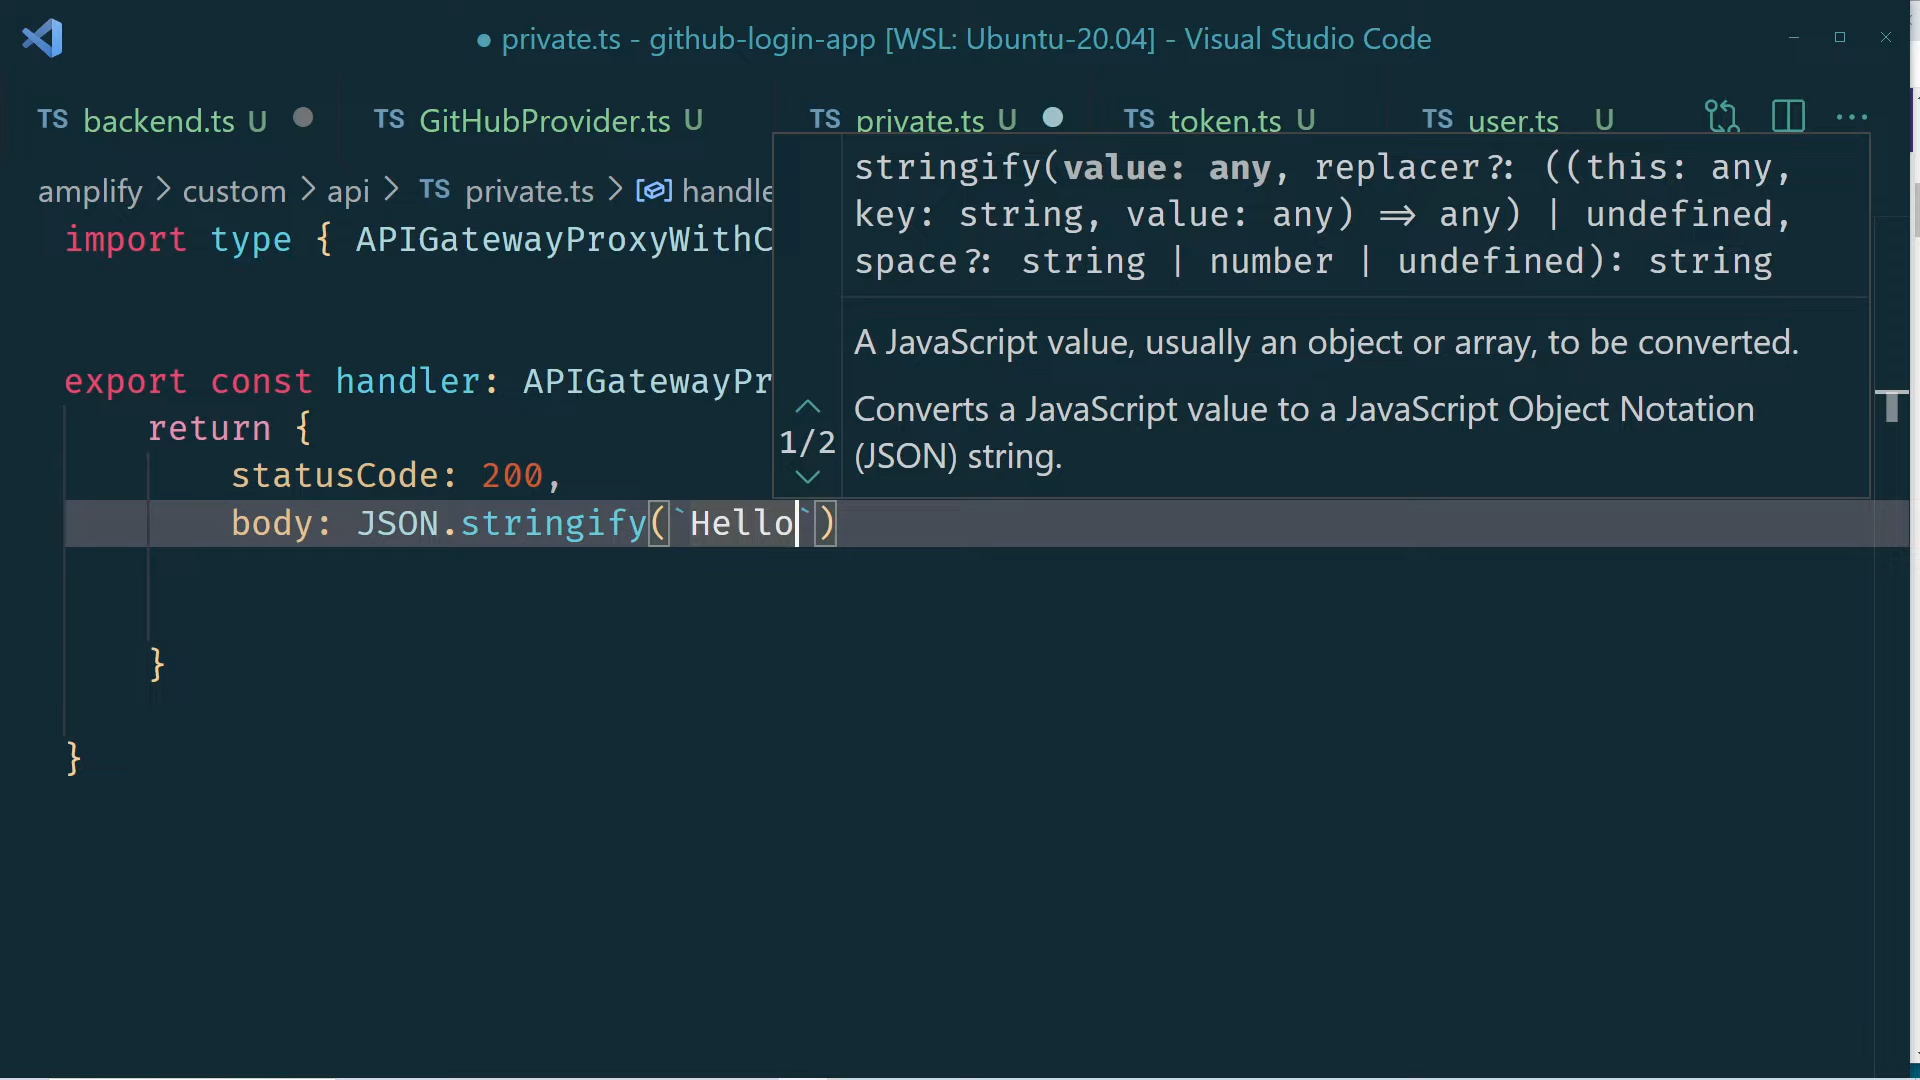 ● private.ts - github-login-app [WSL: Ubuntu-20.04] - Visual Studio Code
TS backend.ts U TS GitHubProvider.ts U TS private.ts U TS token.ts U TS user.ts U ...
amplify > custom > api > TS private.ts > handle
stringify(value: any, replacer?: ((this: any,
key: string, value: any) => any) | undefined,
space?: string | number | undefined): string
A JavaScript value, usually an object or array, to be converted.
Converts a JavaScript value to a JavaScript Object Notation
(JSON) string.
1/2
import type { APIGatewayProxyWithC
export const handler: APIGatewayPr
return {
statusCode: 200,
body: JSON.stringify(`Hello`)
}
}